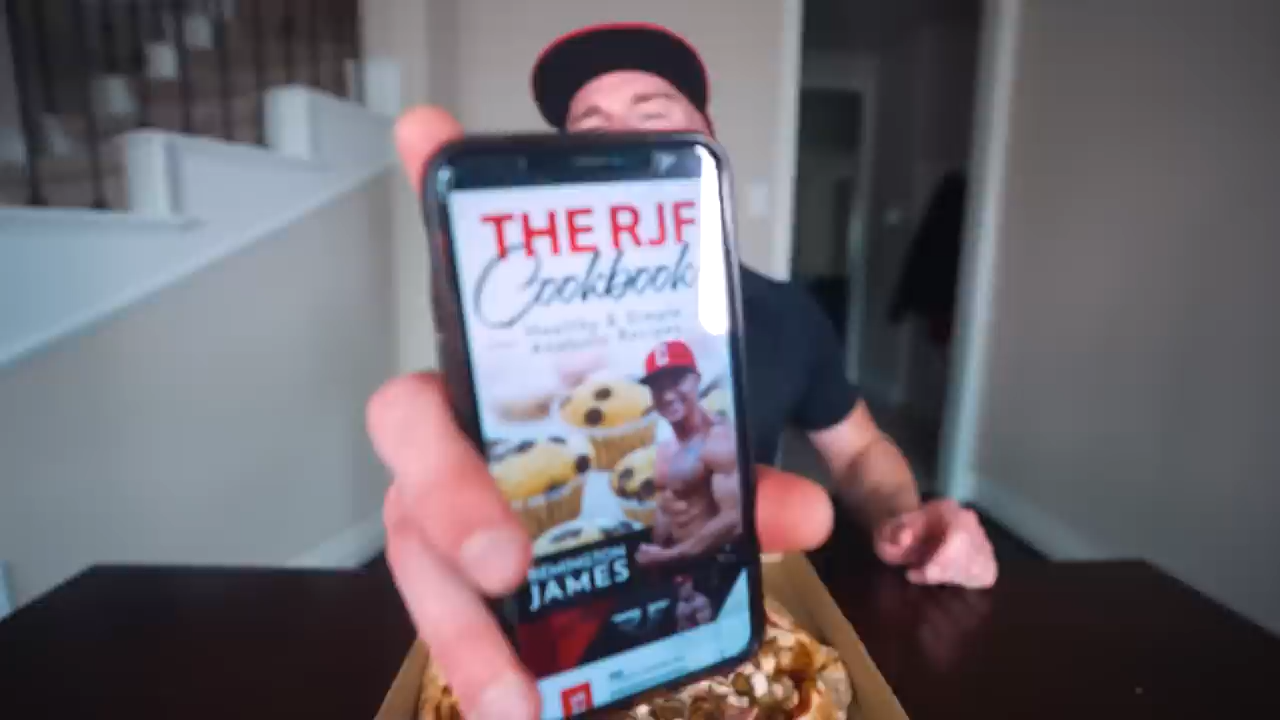 THE RJF
Cookbook
Healthy & Simple
Anabolic Recipes
REMINGTON
JAMES